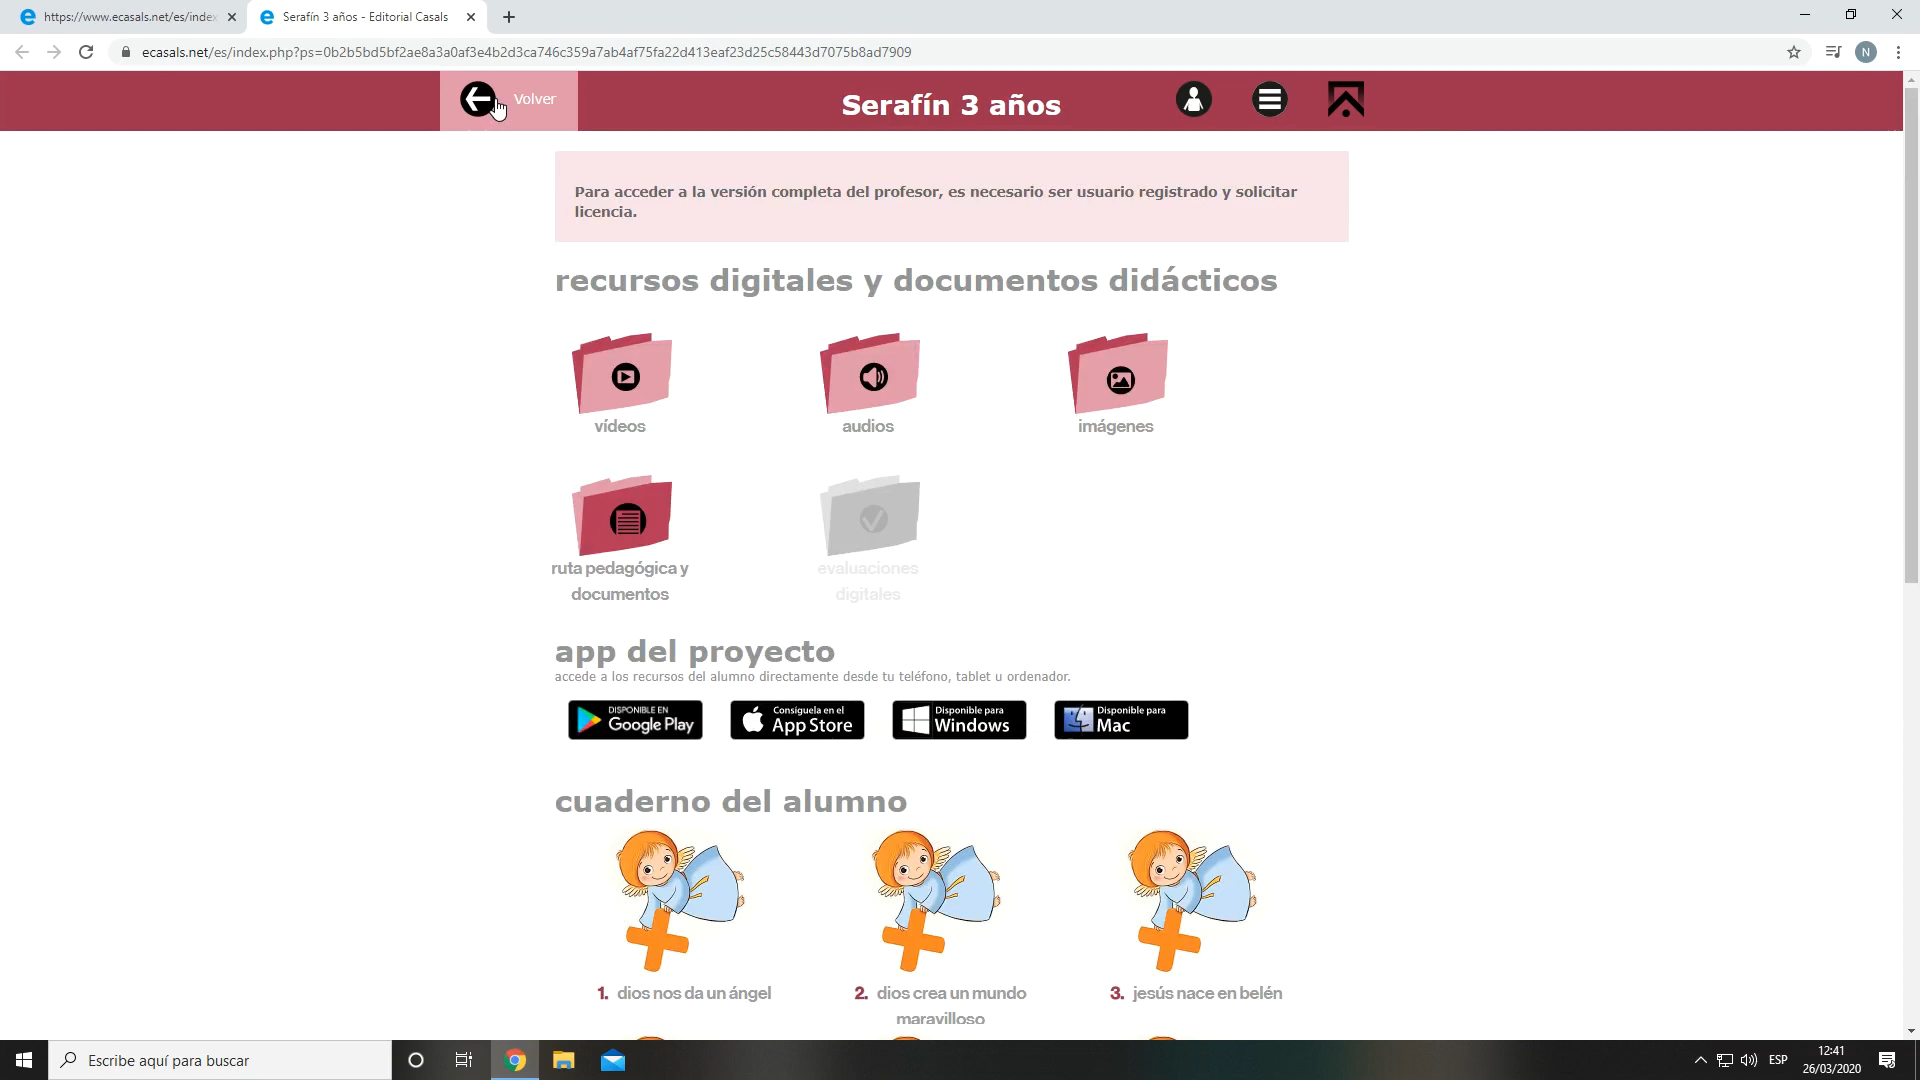 https://www.ecasals.net/es/index
Serafín 3 años - Editorial Casals
ecasals.net/es/index.php?ps=0b2b5bd5bf2ae8a3a0af3e4b2d3ca746c359a7ab4af75fa22d413eaf23d25c58443d7075b8ad7909
N
Volver
Serafín 3 años
Para acceder a la versión completa del profesor, es necesario ser usuario registrado y solicitar
licencia.
recursos digitales y documentos didácticos
vídeos
audios
imágenes
ruta pedagógica y
documentos
evaluaciones
digitales
app del proyecto
accede a los recursos del alumno directamente desde tu teléfono, tablet u ordenador.
DISPONIBLE EN
Google Play
Consíguela en el
App Store
Disponible para
Windows
Disponible para
Mac
cuaderno del alumno
1. dios nos da un ángel
2. dios crea un mundo
maravilloso
3. jesús nace en belén
Escribe aquí para buscar
ESP
12:41
26/03/2020